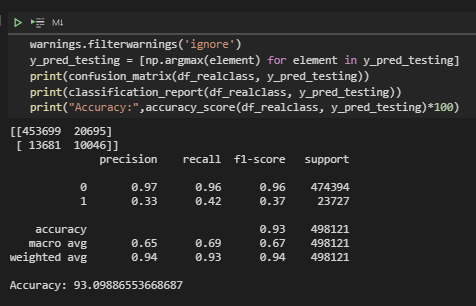 M↓
warnings.filterwarnings('ignore')
y_pred_testing = [np.argmax(element) for element in y_pred_testing]
print(confusion_matrix(df_realclass, y_pred_testing))
print(classification_report(df_realclass, y_pred_testing))
print("Accuracy:",accuracy_score(df_realclass, y_pred_testing)*100)
[[453699  20695]
 [ 13681  10046]]
              precision    recall  f1-score   support

           0       0.97      0.96      0.96    474394
           1       0.33      0.42      0.37     23727

    accuracy                           0.93    498121
   macro avg       0.65      0.69      0.67    498121
weighted avg       0.94      0.93      0.94    498121

Accuracy: 93.09886553668687